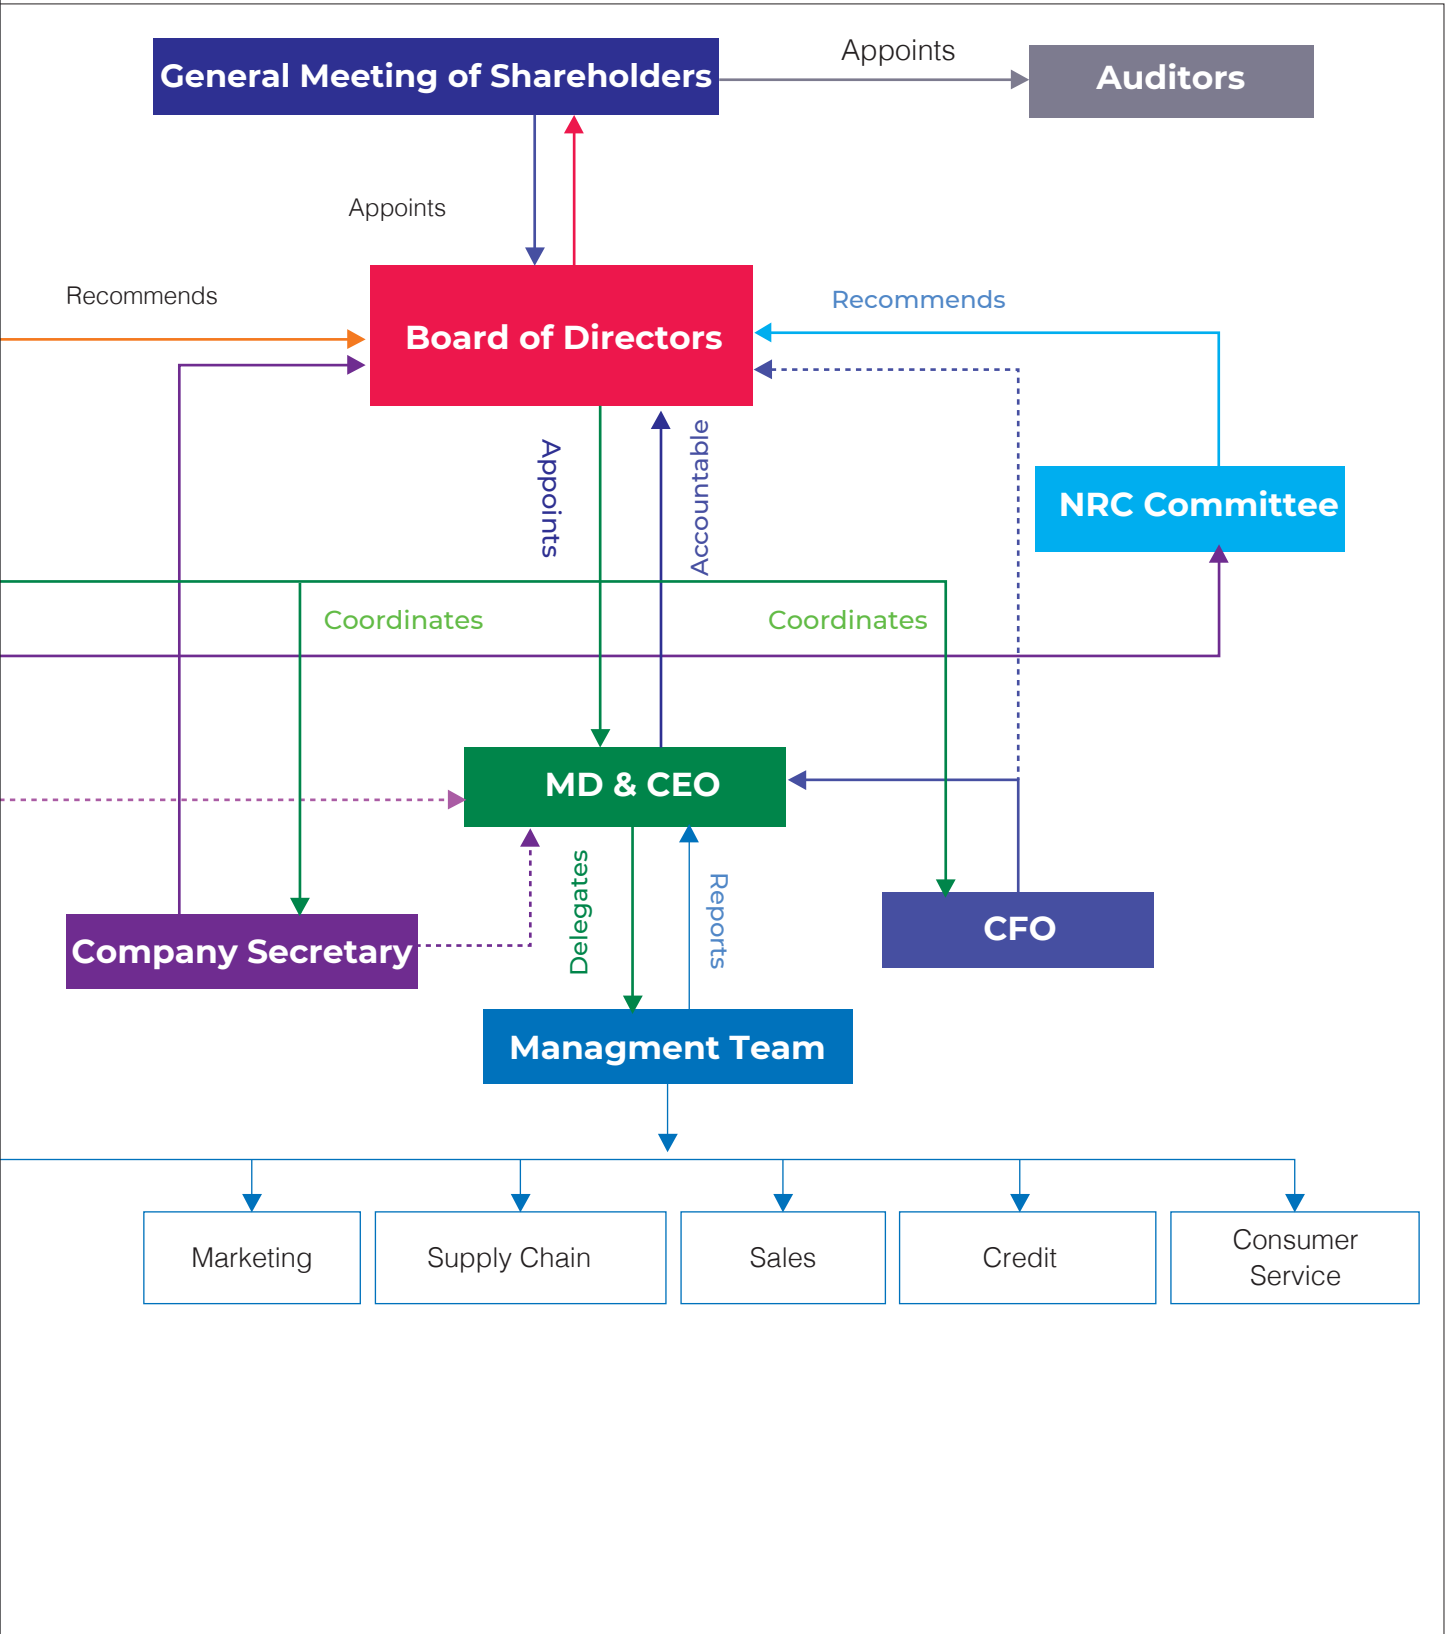 General Meeting of Shareholders
Appoints
Auditors
Appoints
Recommends
Recommends
Board of Directors
Appoints
Accountable
NRC Committee
Coordinates
Coordinates
MD & CEO
Delegates
Reports
Company Secretary
CFO
Managment Team
Marketing
Supply Chain
Sales
Credit
Consumer
Service